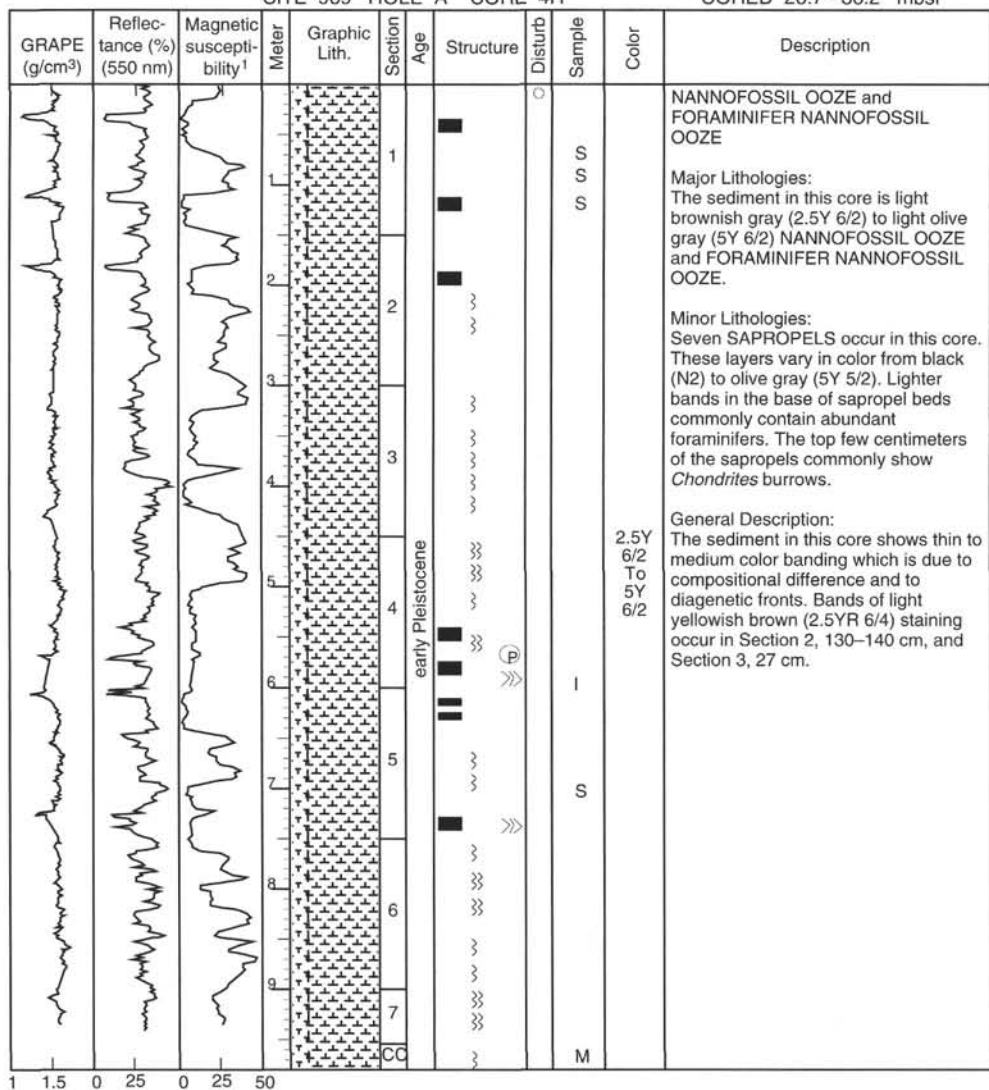 GRAPE
(g/cm³)
Reflec-
tance (%)
(550 nm)
Magnetic
suscepti-
bility¹
Meter
Graphic
Lith.
Section
Age
Structure
Disturb
Sample
Color
Description
1
2
3
4
5
6
7
8
9
1
2
3
4
5
6
7
CC
early Pleistocene
P
S
S
S
I
S
M
2.5Y
6/2
To
5Y
6/2
NANNOFOSSIL OOZE and
FORAMINIFER NANNOFOSSIL
OOZE
Major Lithologies:
The sediment in this core is light
brownish gray (2.5Y 6/2) to light olive
gray (5Y 6/2) NANNOFOSSIL OOZE
and FORAMINIFER NANNOFOSSIL
OOZE.
Minor Lithologies:
Seven SAPROPELS occur in this core.
These layers vary in color from black
(N2) to olive gray (5Y 5/2). Lighter
bands in the base of sapropel beds
commonly contain abundant
foraminifers. The top few centimeters
of the sapropels commonly show
Chondrites burrows.
General Description:
The sediment in this core shows thin to
medium color banding which is due to
compositional difference and to
diagenetic fronts. Bands of light
yellowish brown (2.5YR 6/4) staining
occur in Section 2, 130–140 cm, and
Section 3, 27 cm.
1 1.5 0 25 0 25 50